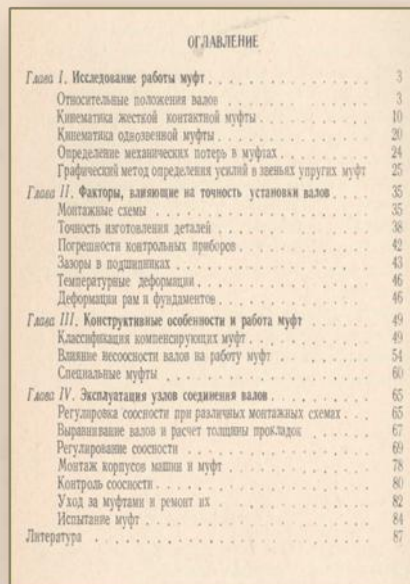 ОГЛАВЛЕНИЕ
Глава I. Исследование работы муфт . . . . . . . . . . . 3
Относительные положения валов . . . . . . . . . . 3
Кинематика жесткой контактной муфты . . . . . . . 10
Кинематика однозвенной муфты . . . . . . . . . . 20
Определение механических потерь в муфтах . . . . . 24
Графический метод определения усилий в звеньях упругих муфт 25
Глава II. Факторы, влияющие на точность установки валов . . . 35
Монтажные схемы . . . . . . . . . . . . . . . 35
Точность изготовления деталей . . . . . . . . . . 38
Погрешности контрольных приборов . . . . . . . . 42
Зазоры в подшипниках . . . . . . . . . . . . . 43
Температурные деформации . . . . . . . . . . . 46
Деформации рам и фундаментов . . . . . . . . . . 46
Глава III. Конструктивные особенности и работа муфт . . . . . 49
Классификация компенсирующих муфт . . . . . . . 49
Влияние несоосности валов на работу муфт . . . . . 54
Специальные муфты . . . . . . . . . . . . . . 60
Глава IV. Эксплуатация узлов соединения валов . . . . . . . 65
Регулировка соосности при различных монтажных схемах . . . 65
Выравнивание валов и расчет толщины прокладок . . . . 67
Регулирование соосности . . . . . . . . . . . . 69
Монтаж корпусов машин и муфт . . . . . . . . . . 78
Контроль соосности . . . . . . . . . . . . . . 80
Уход за муфтами и ремонт их . . . . . . . . . . 82
Испытание муфт . . . . . . . . . . . . . . . 84
Литература . . . . . . . . . . . . . . . . . . 87